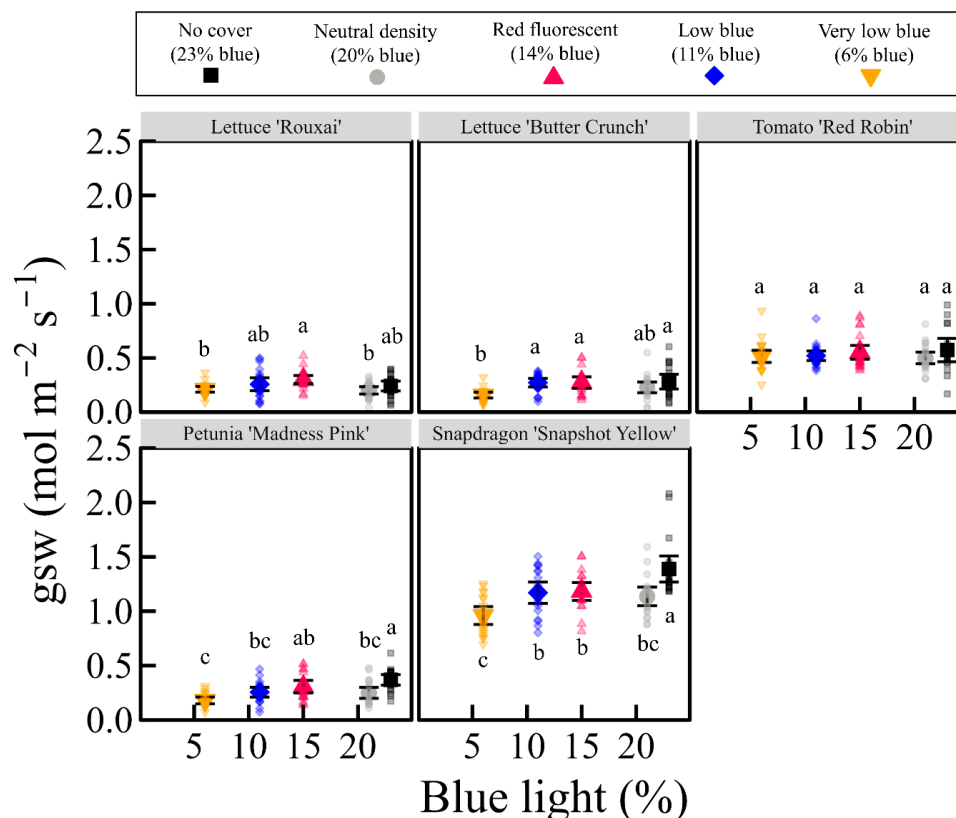 No cover
(23% blue)
Neutral density
(20% blue)
Red fluorescent
(14% blue)
Low blue
(11% blue)
Very low blue
(6% blue)
gsw (mol m⁻² s⁻¹)
Lettuce 'Rouxai'
2.5
2.0
1.5
1.0
0.5
0.0
b
ab
a
b
ab
Lettuce 'Butter Crunch'
b
a
a
ab
a
Tomato 'Red Robin'
a
a
a
a
a
5
10
15
20
Petunia 'Madness Pink'
2.5
2.0
1.5
1.0
0.5
0.0
c
bc
ab
bc
a
5
10
15
20
Snapdragon 'Snapshot Yellow'
c
b
b
bc
a
5
10
15
20
Blue light (%)